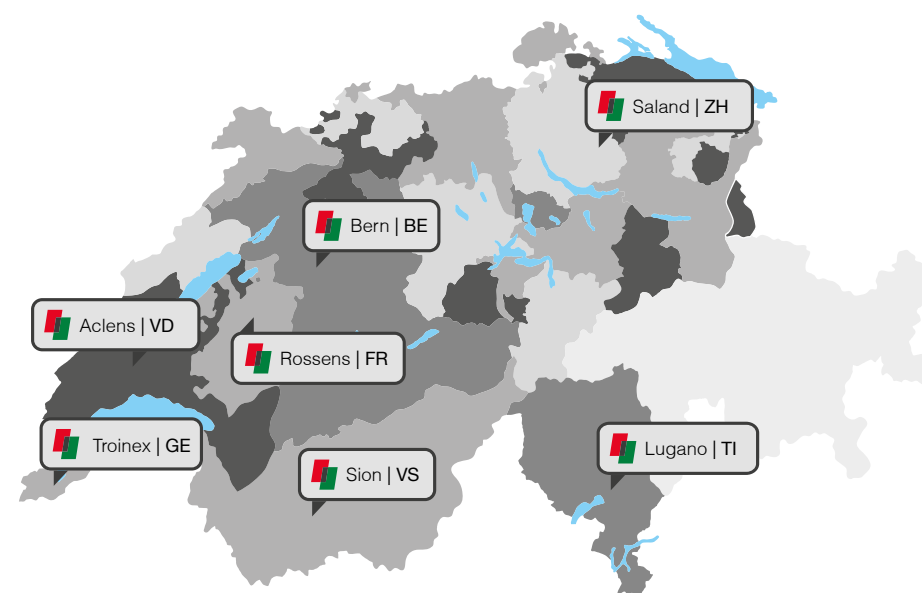 Saland | ZH
Bern | BE
Aclens | VD
Rossens | FR
Troinex | GE
Sion | VS
Lugano | TI